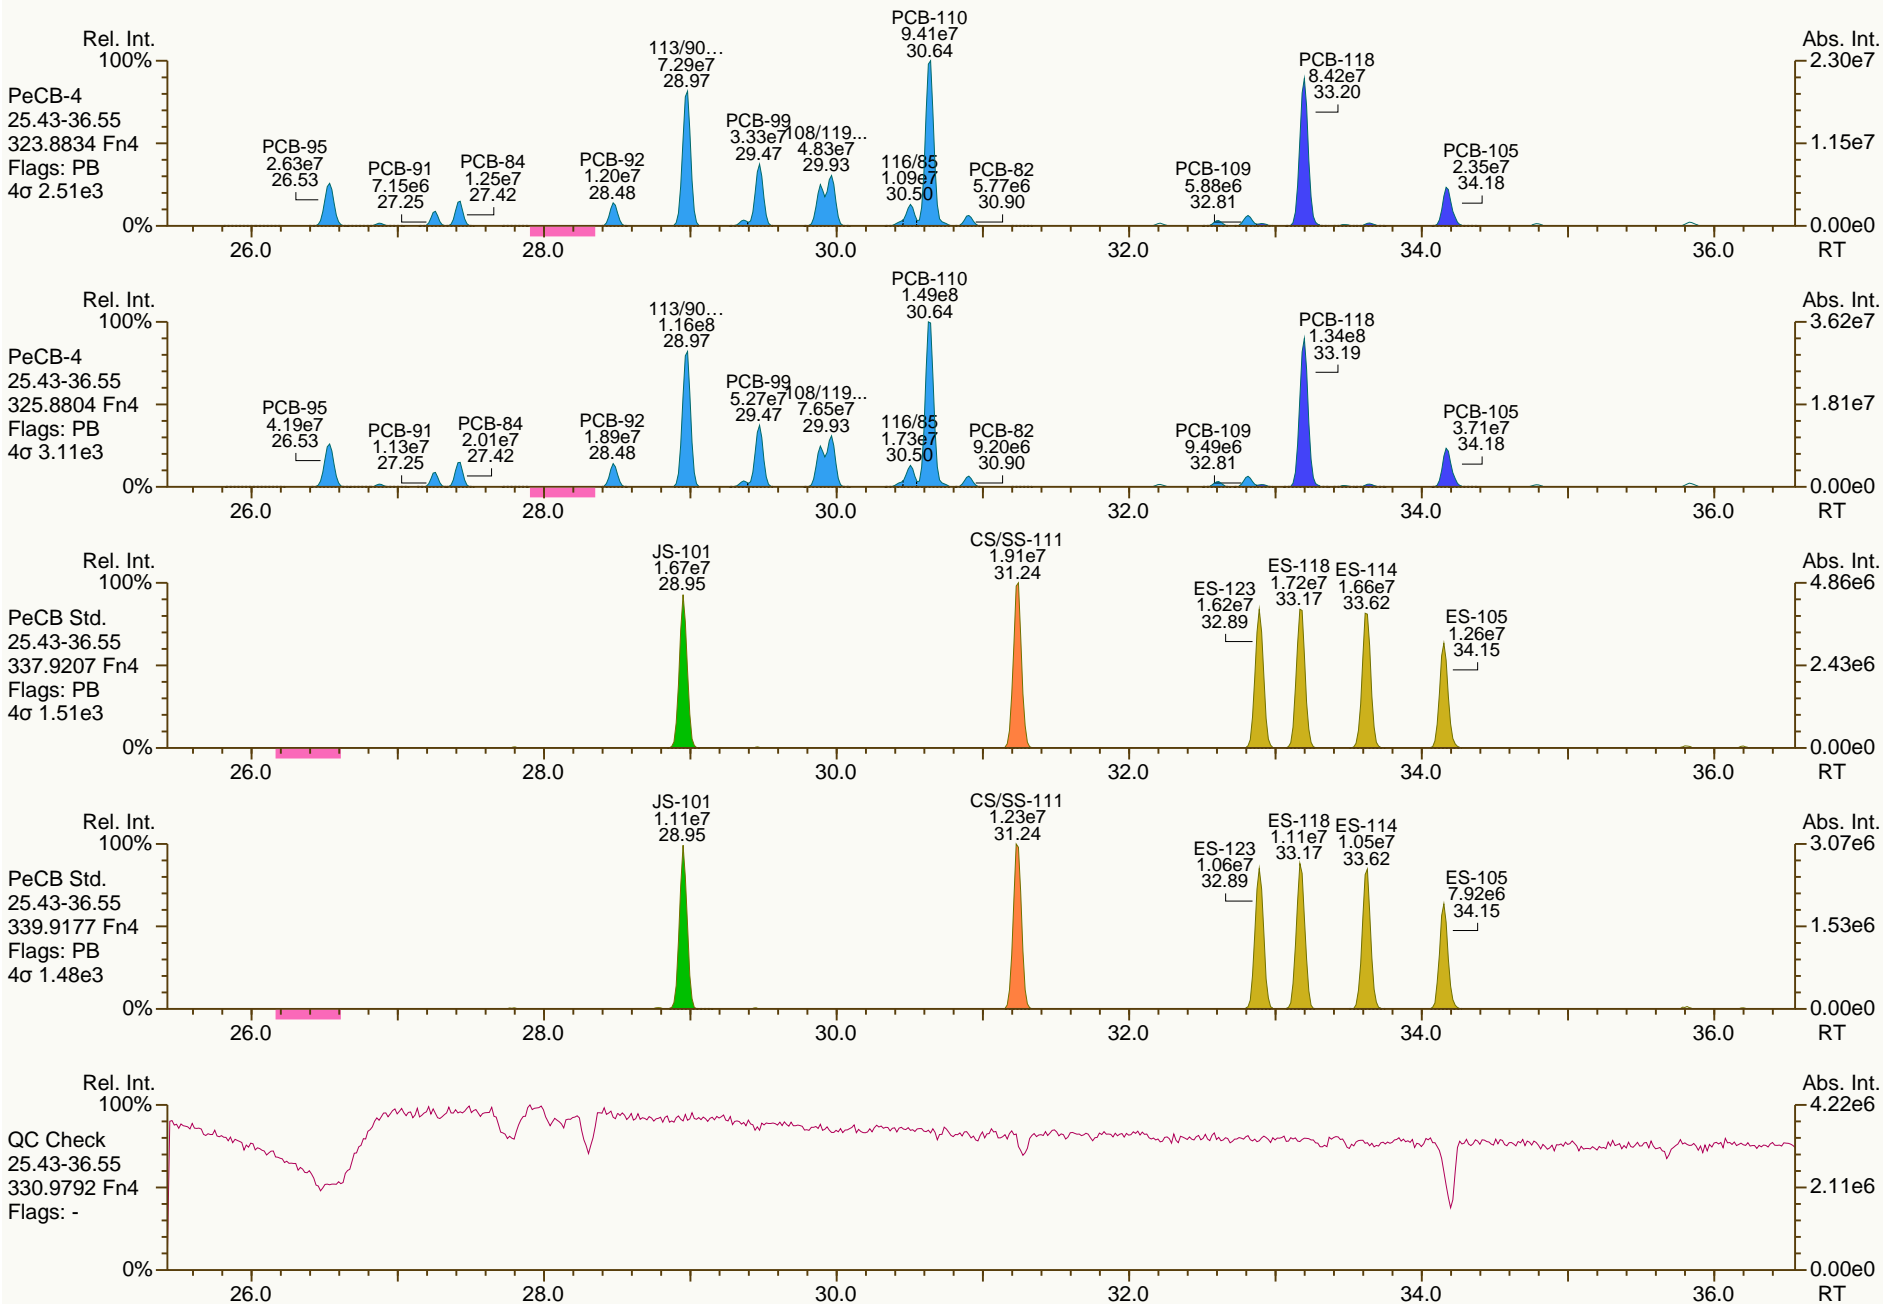 Rel. Int.
100%
0%
PeCB-4
25.43-36.55
323.8834 Fn4
Flags: PB
4σ 2.51e3
PCB-95
2.63e7
26.53
PCB-91
7.15e6
27.25
PCB-84
1.25e7
27.42
PCB-92
1.20e7
28.48
113/90...
7.29e7
28.97
PCB-99
3.33e7
29.47
108/119...
4.83e7
29.93
116/85
1.09e7
30.50
PCB-110
9.41e7
30.64
PCB-82
5.77e6
30.90
PCB-109
5.88e6
32.81
PCB-118
8.42e7
33.20
PCB-105
2.35e7
34.18
Abs. Int.
2.30e7
1.15e7
0.00e0
26.0 28.0 30.0 32.0 34.0 36.0 RT
Rel. Int.
100%
0%
PeCB-4
25.43-36.55
325.8804 Fn4
Flags: PB
4σ 3.11e3
PCB-95
4.19e7
26.53
PCB-91
1.13e7
27.25
PCB-84
2.01e7
27.42
PCB-92
1.89e7
28.48
113/90...
1.16e8
28.97
PCB-99
5.27e7
29.47
108/119...
7.65e7
29.93
116/85
1.73e7
30.50
PCB-110
1.49e8
30.64
PCB-82
9.20e6
30.90
PCB-109
9.49e6
32.81
PCB-118
1.34e8
33.19
PCB-105
3.71e7
34.18
Abs. Int.
3.62e7
1.81e7
0.00e0
26.0 28.0 30.0 32.0 34.0 36.0 RT
Rel. Int.
100%
0%
PeCB Std.
25.43-36.55
337.9207 Fn4
Flags: PB
4σ 1.51e3
JS-101
1.67e7
28.95
CS/SS-111
1.91e7
31.24
ES-123
1.62e7
32.89
ES-118
1.72e7
33.17
ES-114
1.66e7
33.62
ES-105
1.26e7
34.15
Abs. Int.
4.86e6
2.43e6
0.00e0
26.0 28.0 30.0 32.0 34.0 36.0 RT
Rel. Int.
100%
0%
PeCB Std.
25.43-36.55
339.9177 Fn4
Flags: PB
4σ 1.48e3
JS-101
1.11e7
28.95
CS/SS-111
1.23e7
31.24
ES-123
1.06e7
32.89
ES-118
1.11e7
33.17
ES-114
1.05e7
33.62
ES-105
7.92e6
34.15
Abs. Int.
3.07e6
1.53e6
0.00e0
26.0 28.0 30.0 32.0 34.0 36.0 RT
Rel. Int.
100%
0%
QC Check
25.43-36.55
330.9792 Fn4
Flags: -
Abs. Int.
4.22e6
2.11e6
0.00e0
26.0 28.0 30.0 32.0 34.0 36.0 RT